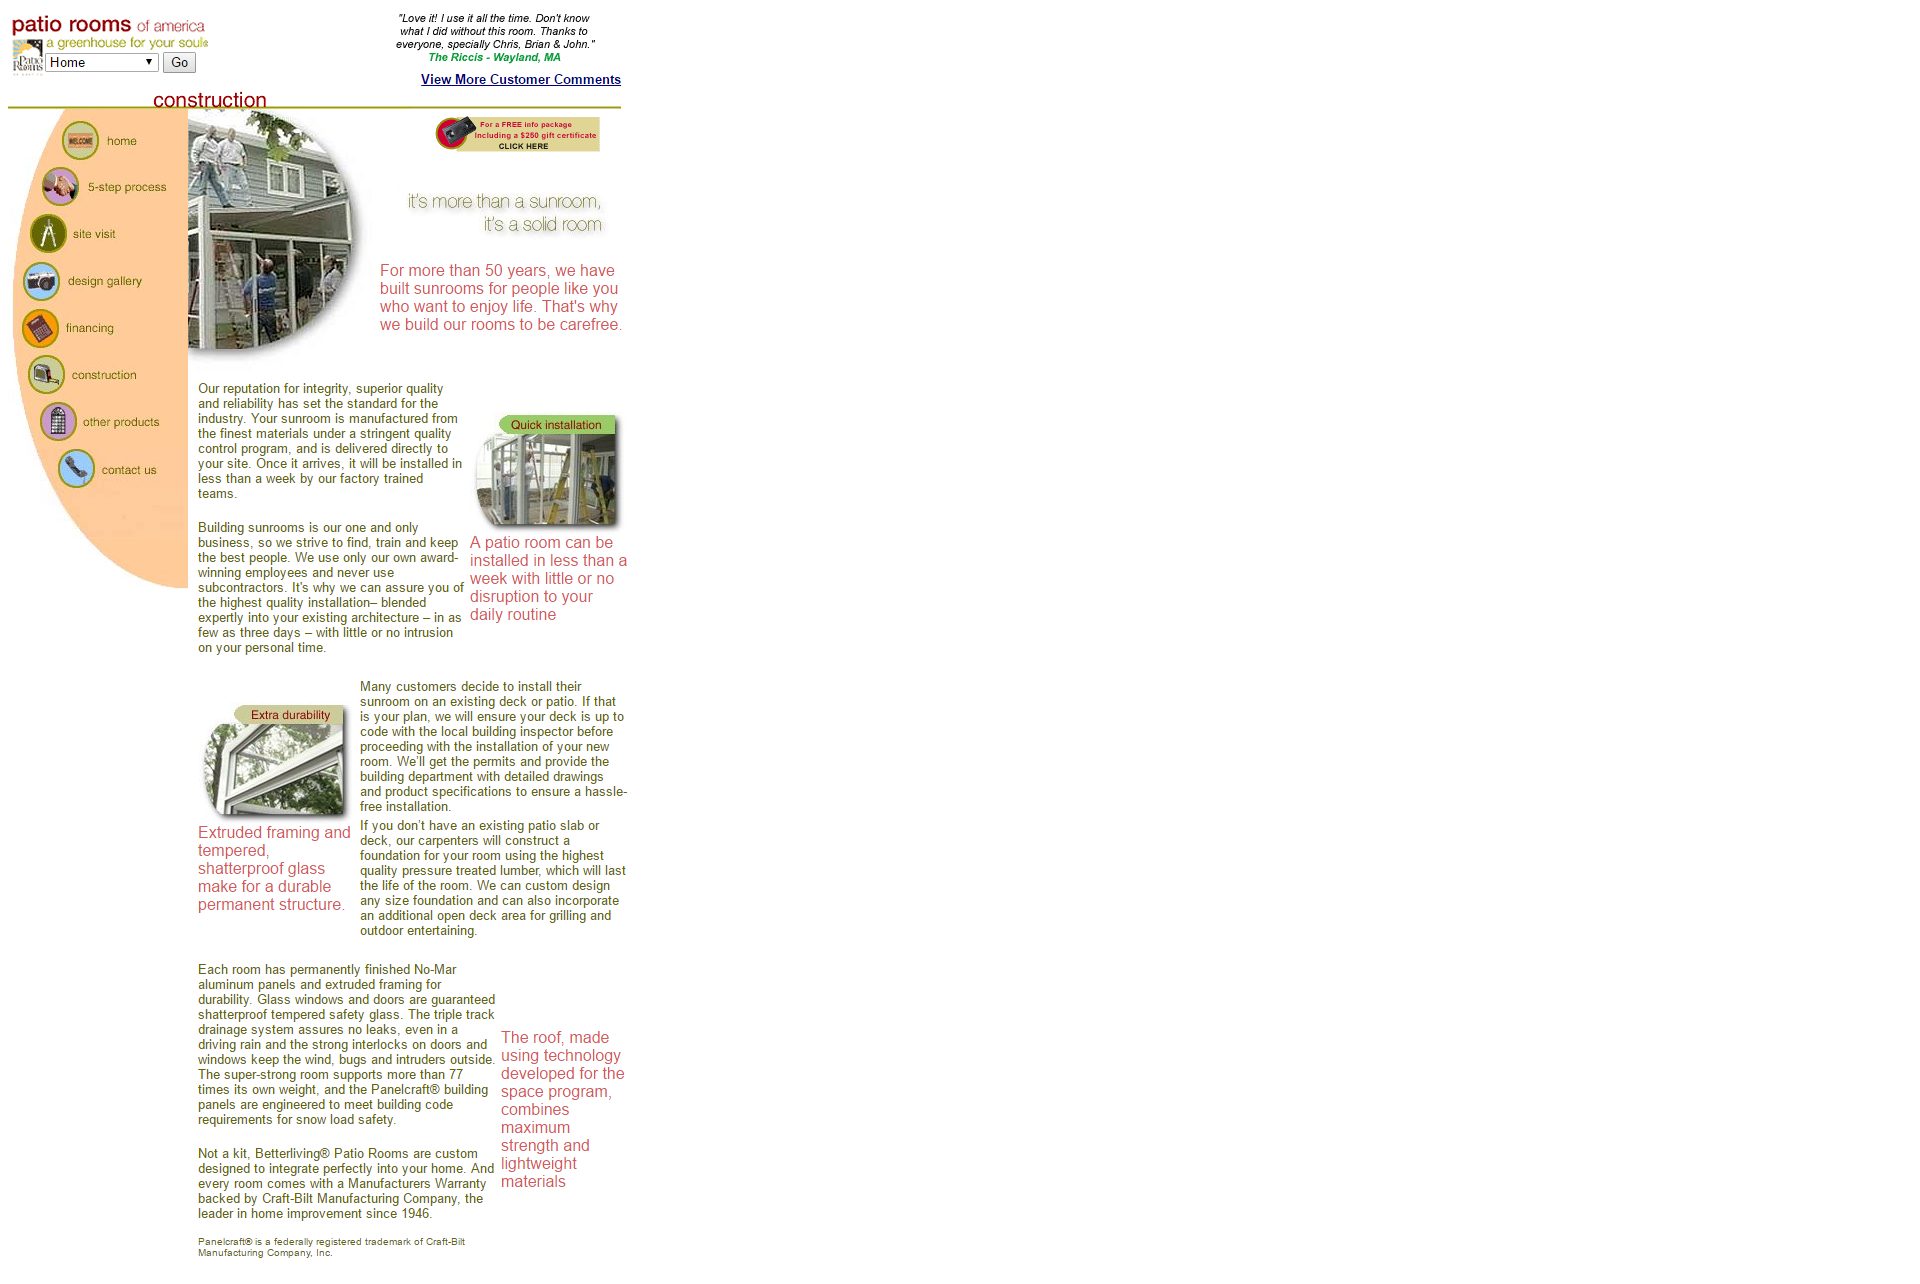 patio rooms of america
a greenhouse for your soul
Patio
Rooms
Home
Go
"Love it! I use it all the time. Don't know
what I did without this room. Thanks to
everyone, specially Chris, Brian & John."
The Riccis - Wayland, MA
View More Customer Comments
construction
WELCOME
home
5-step process
site visit
design gallery
financing
construction
other products
contact us
For a FREE info package
Including a $250 gift certificate
CLICK HERE
it's more than a sunroom,
it's a solid room
For more than 50 years, we have
built sunrooms for people like you
who want to enjoy life. That's why
we build our rooms to be carefree.
Our reputation for integrity, superior quality
and reliability has set the standard for the
industry. Your sunroom is manufactured from
the finest materials under a stringent quality
control program, and is delivered directly to
your site. Once it arrives, it will be installed in
less than a week by our factory trained
teams.
Building sunrooms is our one and only
business, so we strive to find, train and keep
the best people. We use only our own award-
winning employees and never use
subcontractors. It's why we can assure you of
the highest quality installation– blended
expertly into your existing architecture – in as
few as three days – with little or no intrusion
on your personal time.
Quick installation
A patio room can be
installed in less than a
week with little or no
disruption to your
daily routine
Extra durability
Extruded framing and
tempered,
shatterproof glass
make for a durable
permanent structure.
Many customers decide to install their
sunroom on an existing deck or patio. If that
is your plan, we will ensure your deck is up to
code with the local building inspector before
proceeding with the installation of your new
room. We'll get the permits and provide the
building department with detailed drawings
and product specifications to ensure a hassle-
free installation.
If you don't have an existing patio slab or
deck, our carpenters will construct a
foundation for your room using the highest
quality pressure treated lumber, which will last
the life of the room. We can custom design
any size foundation and can also incorporate
an additional open deck area for grilling and
outdoor entertaining.
Each room has permanently finished No-Mar
aluminum panels and extruded framing for
durability. Glass windows and doors are guaranteed
shatterproof tempered safety glass. The triple track
drainage system assures no leaks, even in a
driving rain and the strong interlocks on doors and
windows keep the wind, bugs and intruders outside.
The super-strong room supports more than 77
times its own weight, and the Panelcraft® building
panels are engineered to meet building code
requirements for snow load safety.
Not a kit, Betterliving® Patio Rooms are custom
designed to integrate perfectly into your home. And
every room comes with a Manufacturers Warranty
backed by Craft-Bilt Manufacturing Company, the
leader in home improvement since 1946.
The roof, made
using technology
developed for the
space program,
combines
maximum
strength and
lightweight
materials
Panelcraft® is a federally registered trademark of Craft-Bilt
Manufacturing Company, Inc.